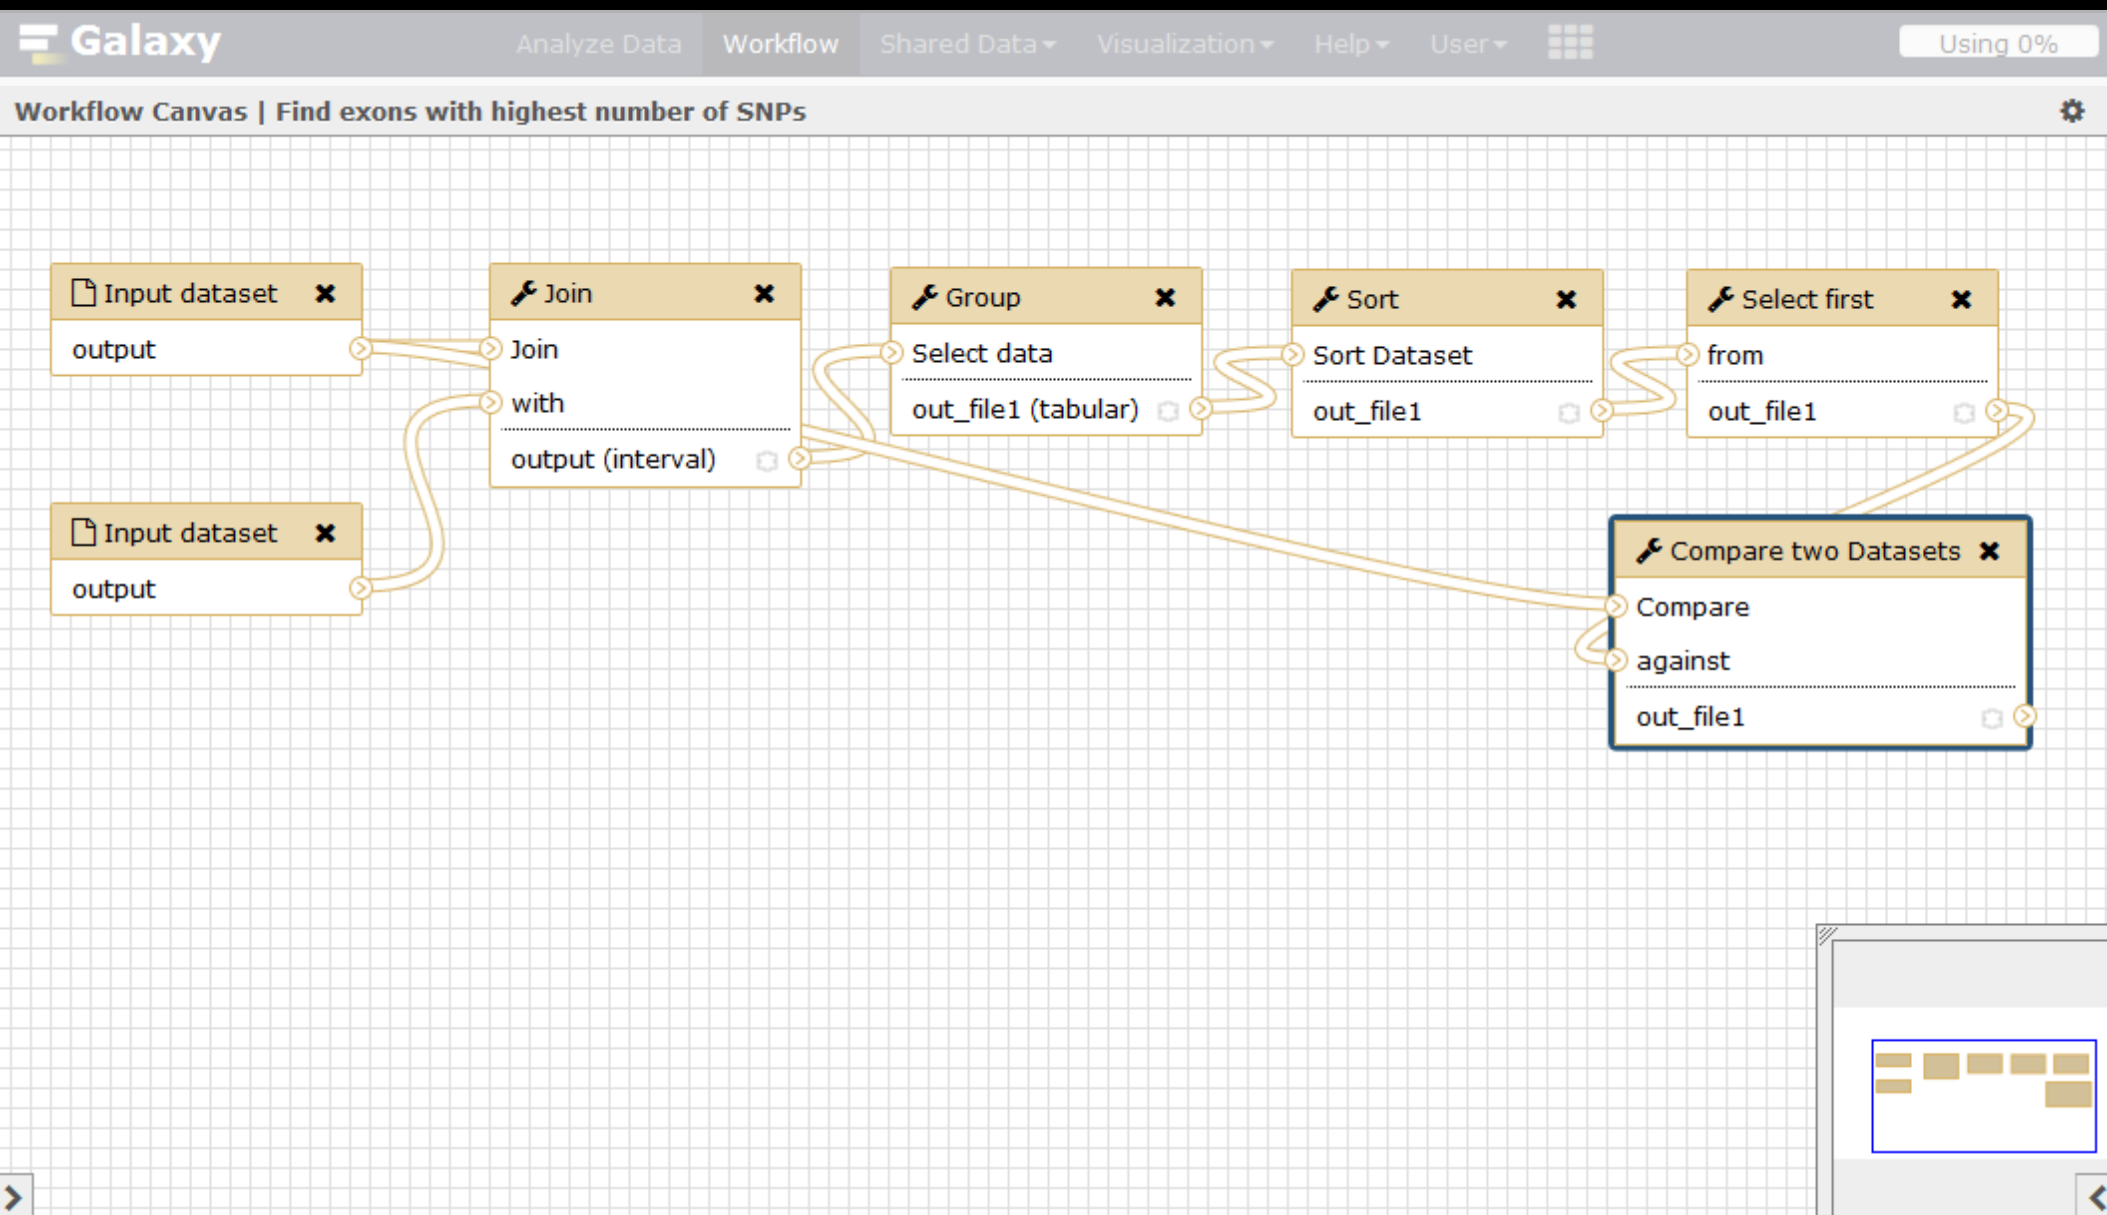 Galaxy
Analyze Data Workflow Shared Data Visualization Help User
Using 0%
Workflow Canvas | Find exons with highest number of SNPs
Input dataset
output
Join
Join
with
output (interval)
Group
Select data
out_file1 (tabular)
Sort
Sort Dataset
out_file1
Select first
from
out_file1
Input dataset
output
Compare two Datasets
Compare
against
out_file1